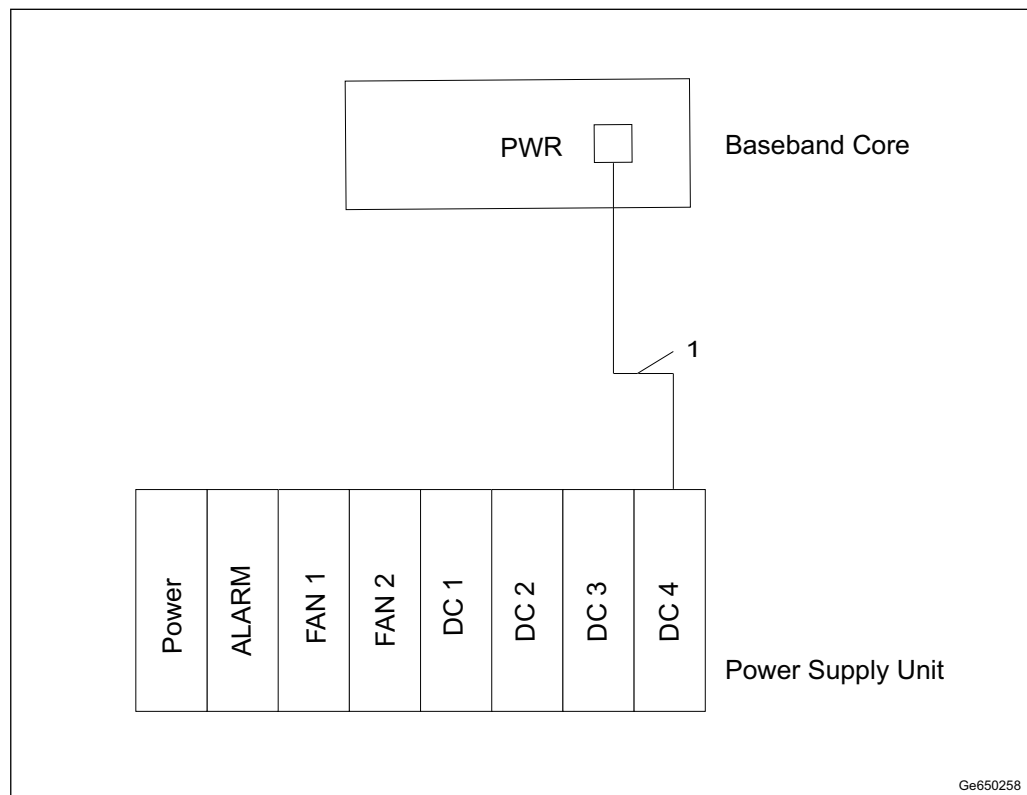 PWR
Baseband Core
1
Power
ALARM
FAN 1
FAN 2
DC 1
DC 2
DC 3
DC 4
Power Supply Unit
Ge650258